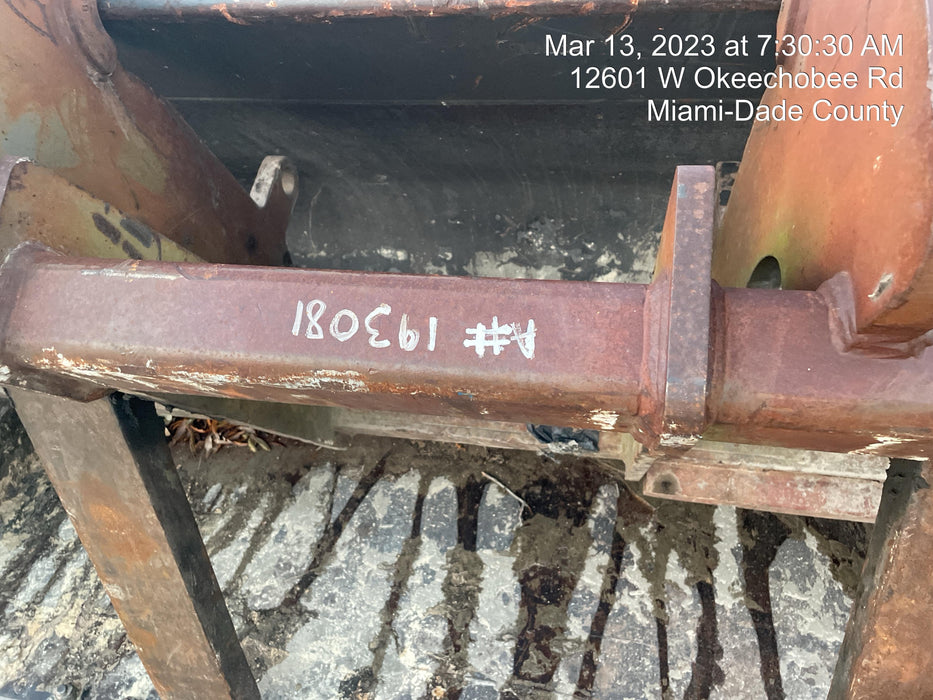 Mar 13, 2023 at 7:30:30 AM
12601 W Okeechobee Rd
Miami-Dade County
A# 193081